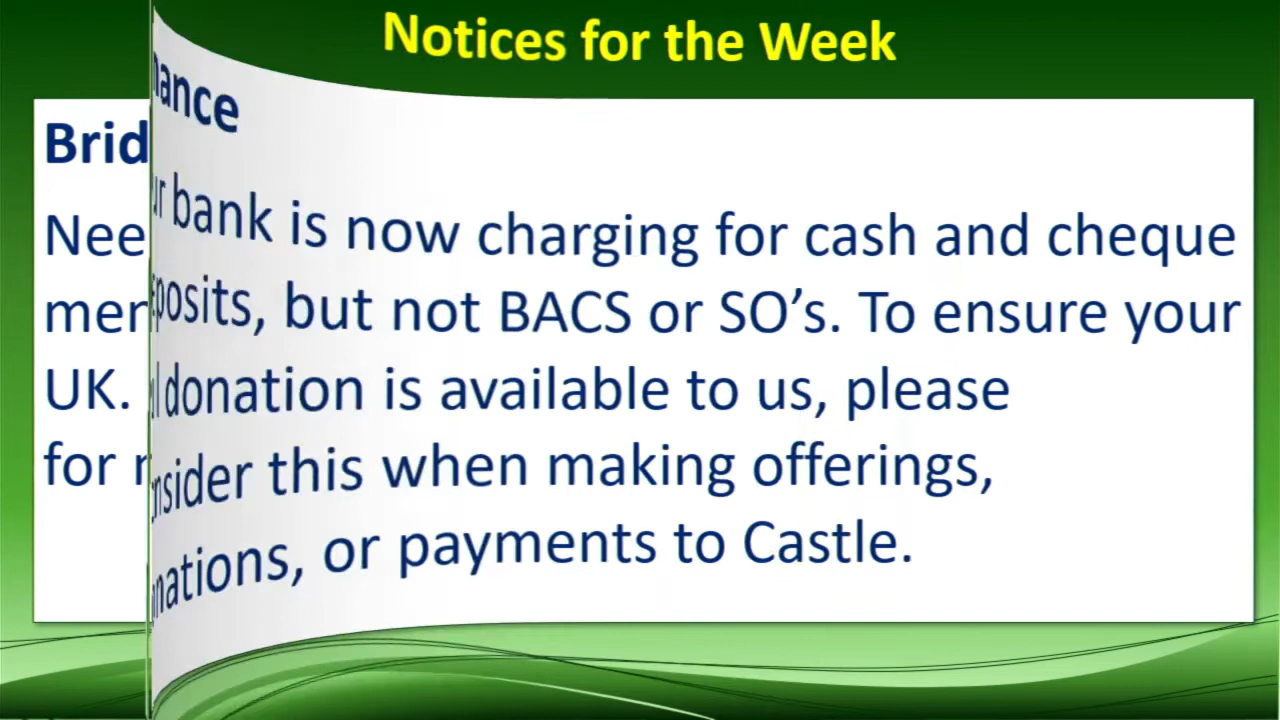 Notices for the Week
Brid
nance
Nee
ur bank is now charging for cash and cheque
mer
posits, but not BACS or SO's. To ensure your
UK.
donation is available to us, please
for
nsider this when making offerings,
nations, or payments to Castle.